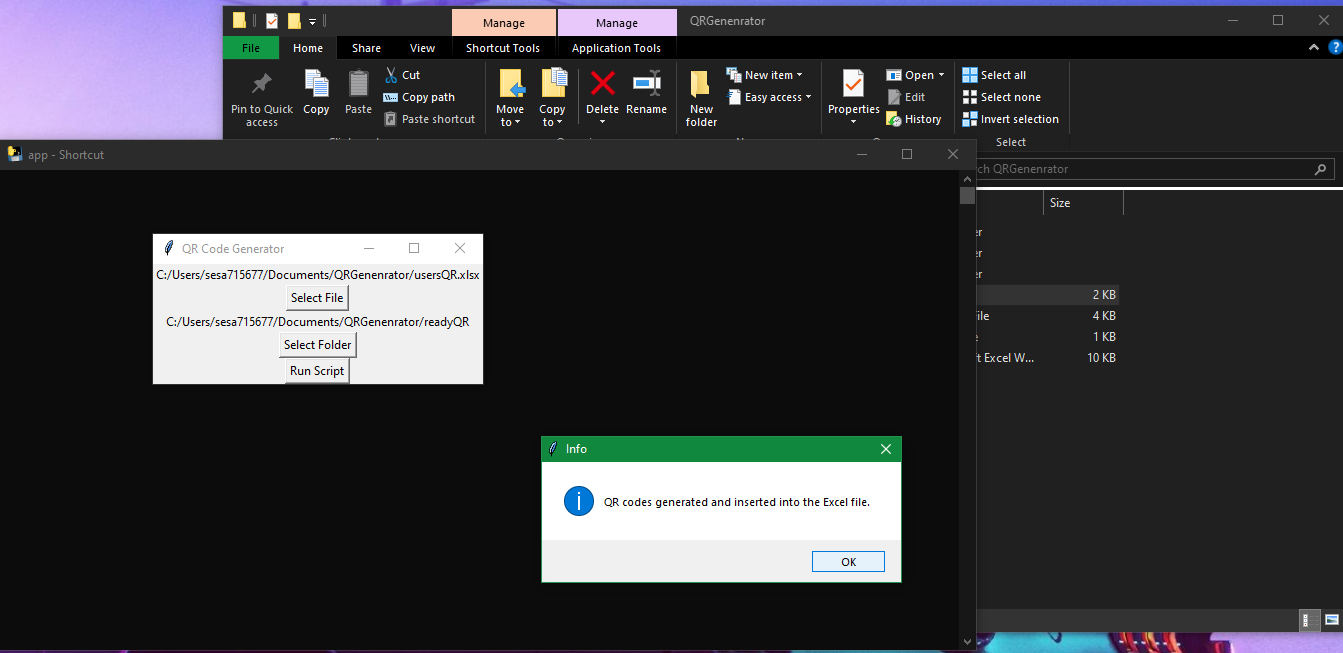 Manage
Manage
QRGenenrator
File
Home
Share
View
Shortcut Tools
Application Tools
Pin to Quick access
Copy
Paste
Cut
Copy path
Paste shortcut
Move to
Copy to
Delete
Rename
New folder
New item
Easy access
Properties
Open
Edit
History
Select all
Select none
Invert selection
Select
app - Shortcut
ch QRGenenrator
Size
er
er
er
2 KB
ile
4 KB
e
1 KB
t Excel W...
10 KB
QR Code Generator
C:/Users/sesa715677/Documents/QRGenenrator/usersQR.xlsx
Select File
C:/Users/sesa715677/Documents/QRGenenrator/readyQR
Select Folder
Run Script
Info
QR codes generated and inserted into the Excel file.
OK